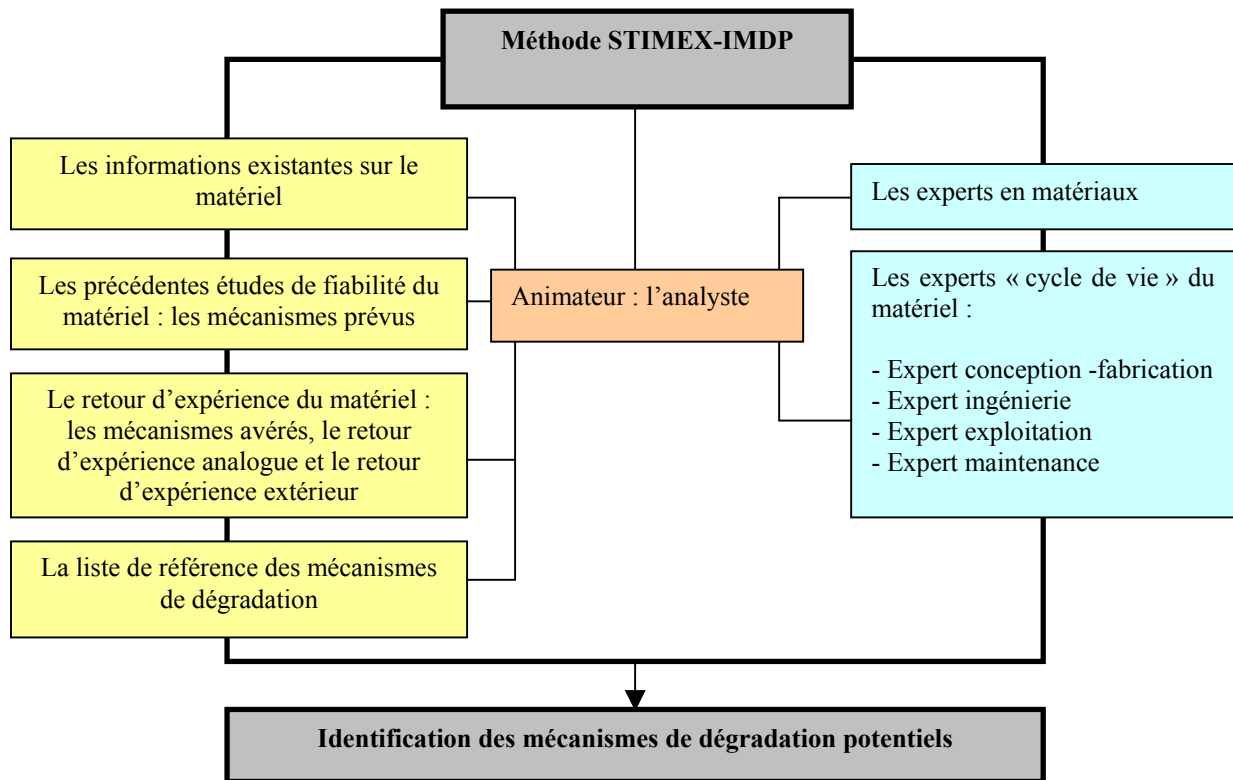 Méthode STIMEX-IMDP
Les informations existantes sur le
matériel
Les précédentes études de fiabilité du
matériel : les mécanismes prévus
Le retour d’expérience du matériel :
les mécanismes avérés, le retour
d’expérience analogue et le retour
d’expérience extérieur
La liste de référence des mécanismes
de dégradation
Animateur : l’analyste
Les experts en matériaux
Les experts « cycle de vie » du
matériel :
- Expert conception -fabrication
- Expert ingénierie
- Expert exploitation
- Expert maintenance
Identification des mécanismes de dégradation potentiels